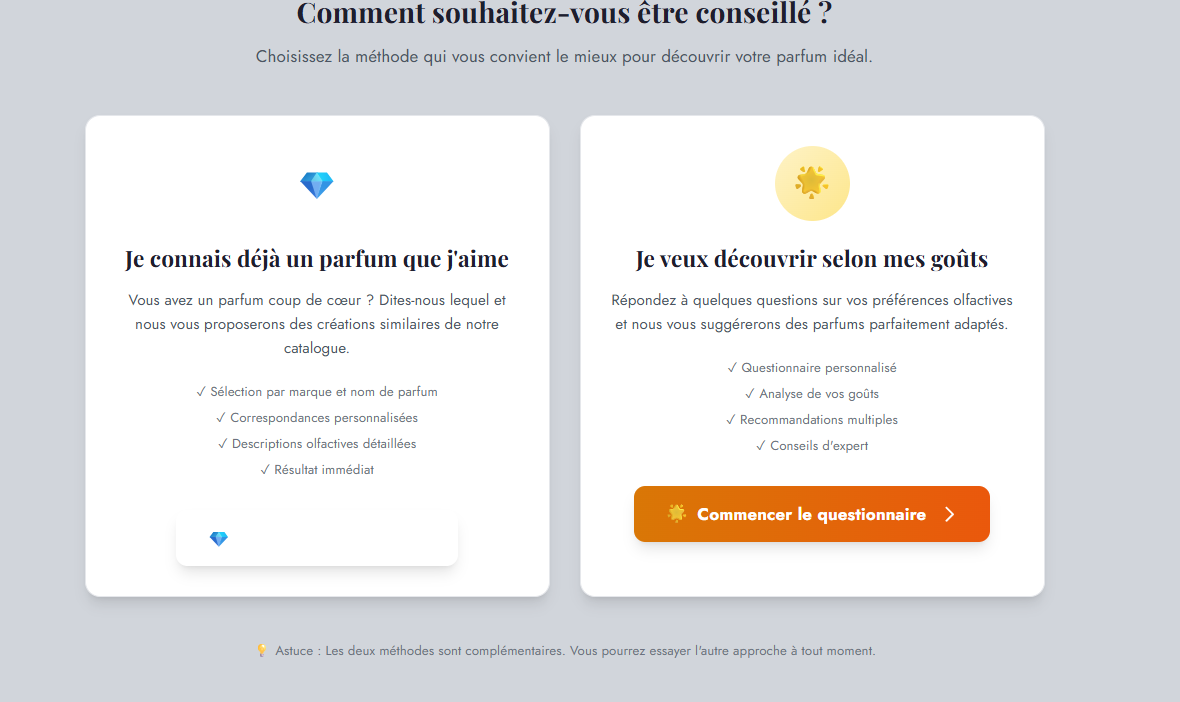 Comment souhaitez-vous être conseillé ?
Choisissez la méthode qui vous convient le mieux pour découvrir votre parfum idéal.
Je connais déjà un parfum que j'aime
Vous avez un parfum coup de cœur ? Dites-nous lequel et
nous vous proposerons des créations similaires de notre
catalogue.
✓ Sélection par marque et nom de parfum
✓ Correspondances personnalisées
✓ Descriptions olfactives détaillées
✓ Résultat immédiat
Je veux découvrir selon mes goûts
Répondez à quelques questions sur vos préférences olfactives
et nous vous suggérerons des parfums parfaitement adaptés.
✓ Questionnaire personnalisé
✓ Analyse de vos goûts
✓ Recommandations multiples
✓ Conseils d'expert
Commencer le questionnaire
Astuce : Les deux méthodes sont complémentaires. Vous pourrez essayer l'autre approche à tout moment.